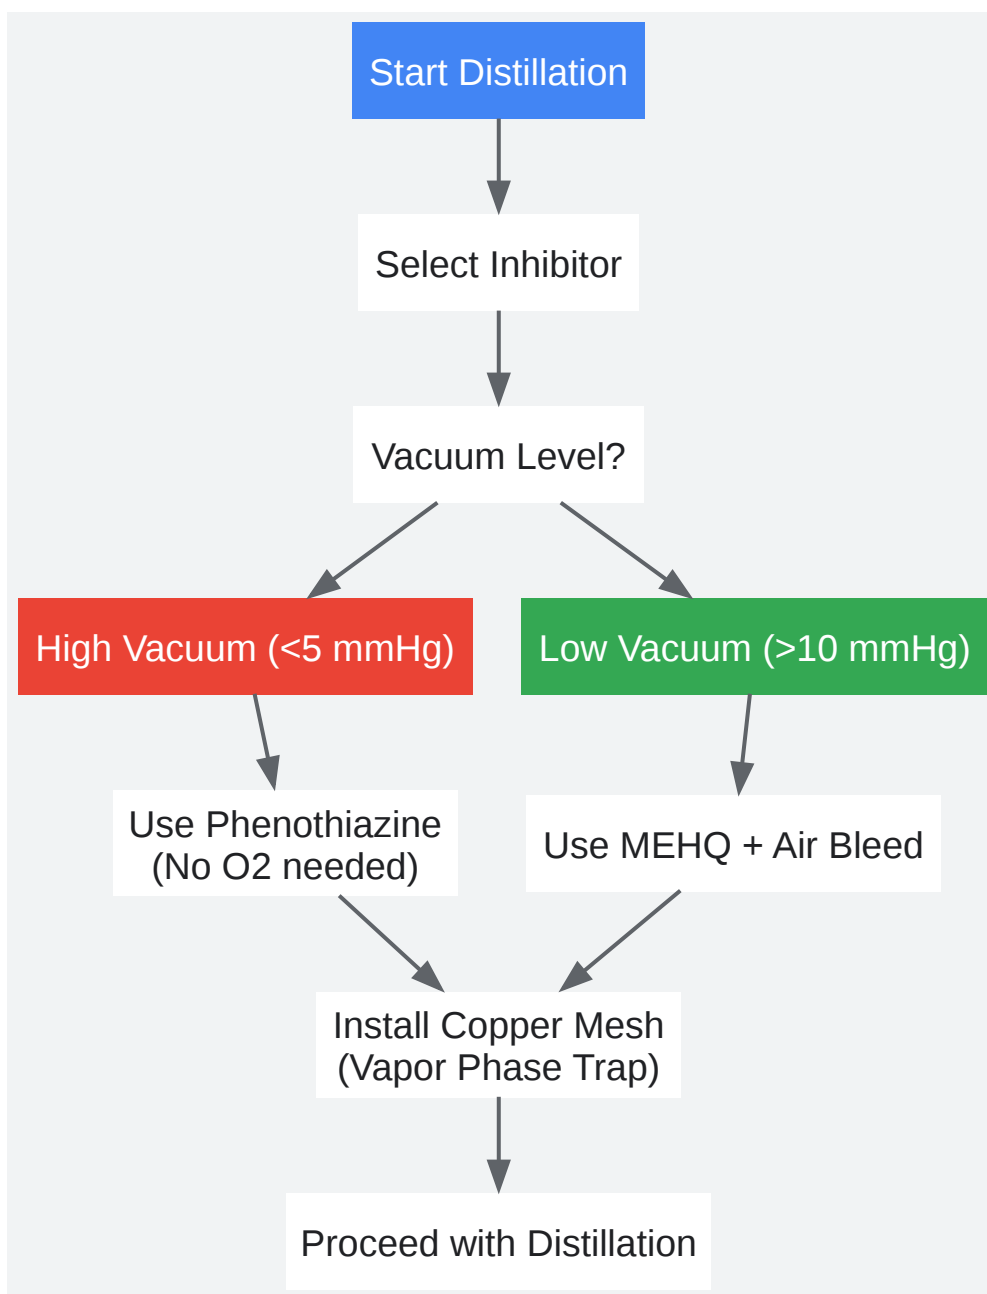 Start Distillation
Select Inhibitor
Vacuum Level?
High Vacuum (<5 mmHg)
Low Vacuum (>10 mmHg)
Use Phenothiazine
(No O2 needed)
Use MEHQ + Air Bleed
Install Copper Mesh
(Vapor Phase Trap)
Proceed with Distillation